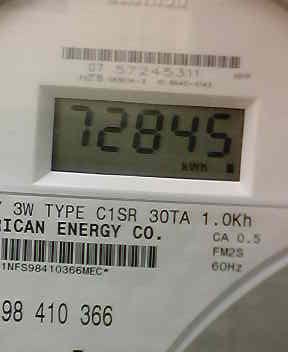 07 57245311
72845
kWh
3W TYPE C1SR 30TA 1.0Kh
RICAN ENERGY CO. CA 0.5
FM2S
1NFS98410366MEC* 60Hz
98 410 366